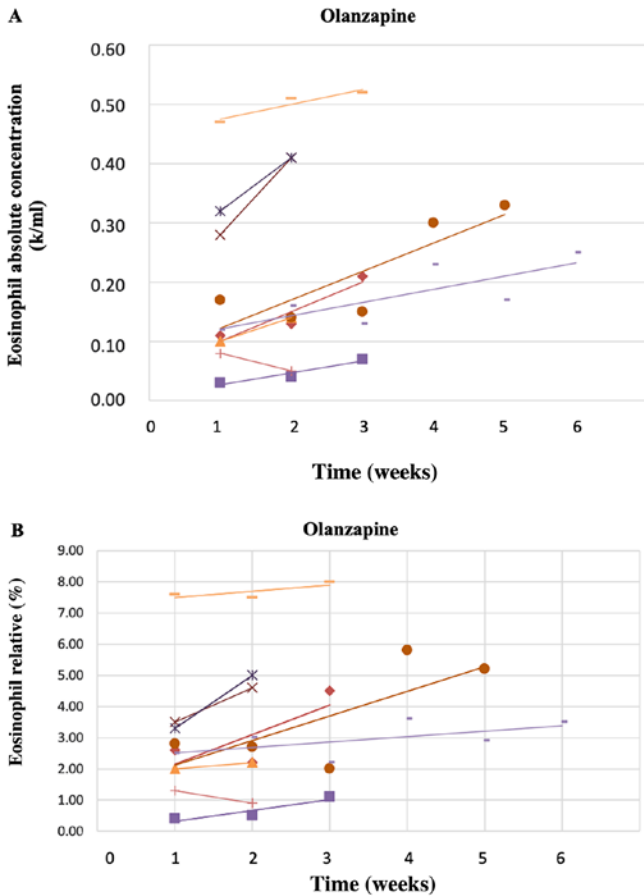 A
Olanzapine
Eosinophil absolute concentration
(k/ml)
0.60
0.50
0.40
0.30
0.20
0.10
0.00
0 1 2 3 4 5 6
Time (weeks)
B
Olanzapine
Eosinophil relative (%)
9.00
8.00
7.00
6.00
5.00
4.00
3.00
2.00
1.00
0.00
0 1 2 3 4 5 6
Time (weeks)